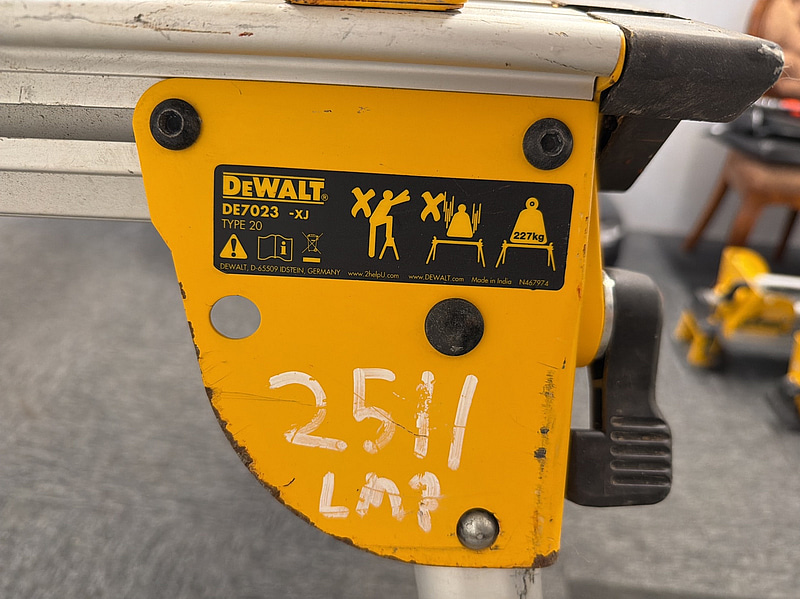 DEWALT®
DE7023 -XJ
TYPE 20
227kg
DEWALT, D-65509 IDSTEIN, GERMANY www.2helpU.com www.DEWALT.com Made in India N467974
2511